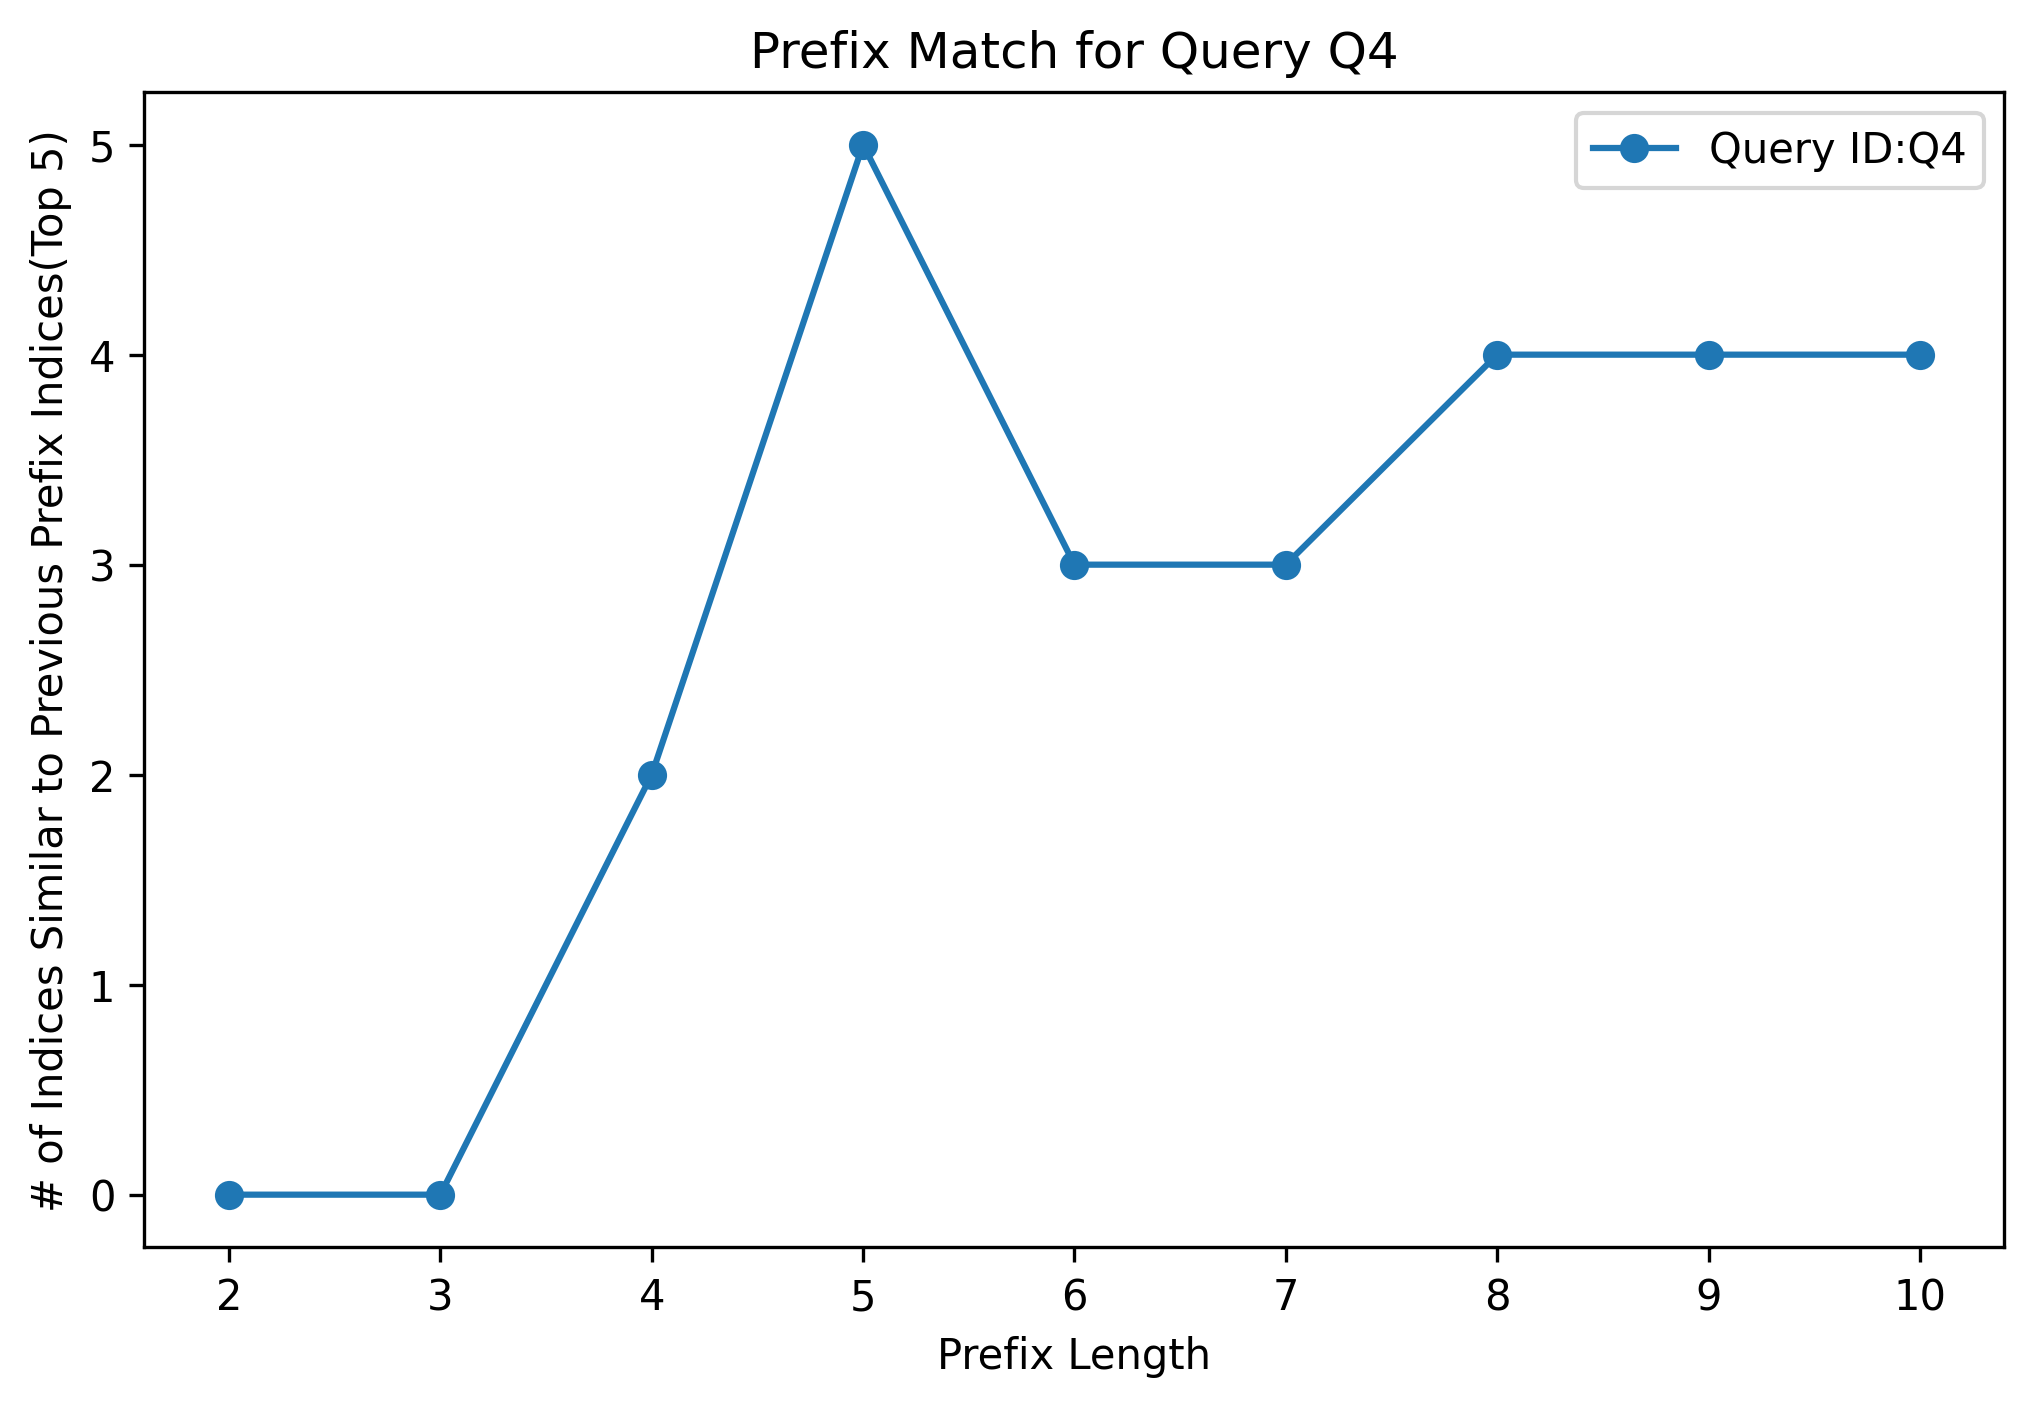 Prefix Match for Query Q4
Query ID:Q4
# of Indices Similar to Previous Prefix Indices(Top 5)
5
4
3
2
1
0
2 3 4 5 6 7 8 9 10
Prefix Length